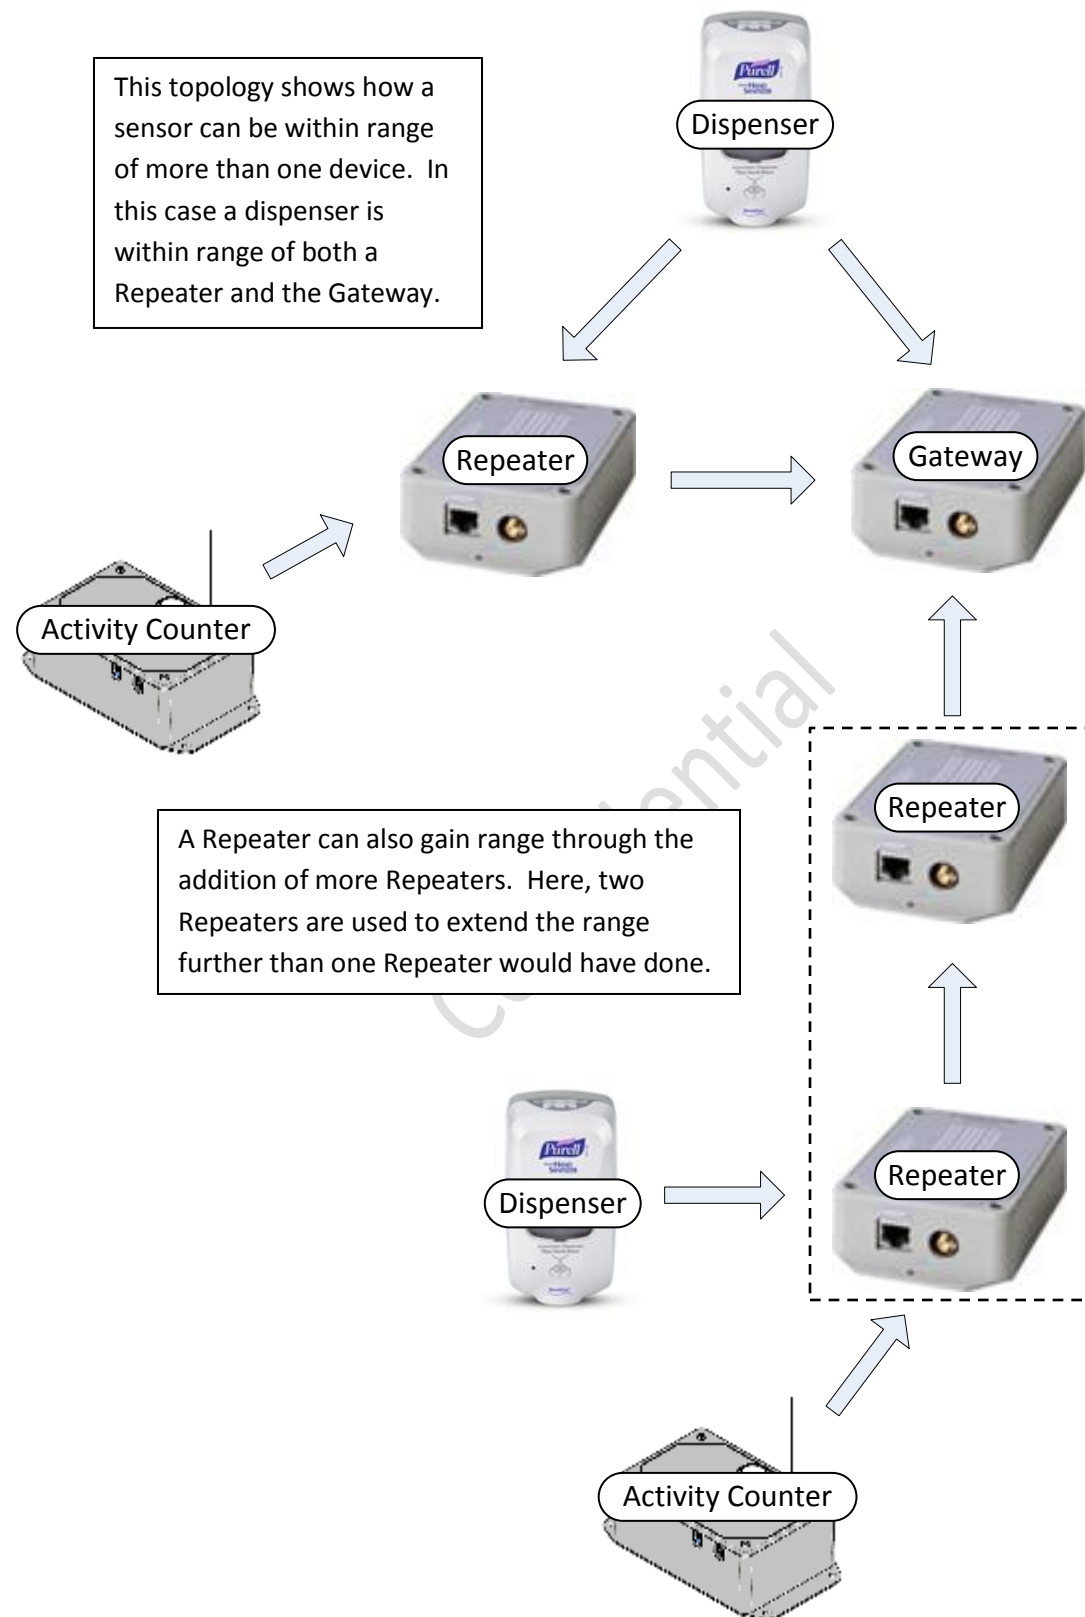 Purell
Dispenser
This topology shows how a
sensor can be within range
of more than one device.  In
this case a dispenser is
within range of both a
Repeater and the Gateway.
Repeater
Gateway
Activity Counter
Repeater
A Repeater can also gain range through the
addition of more Repeaters.  Here, two
Repeaters are used to extend the range
further than one Repeater would have done.
Purell
Dispenser
Repeater
Activity Counter